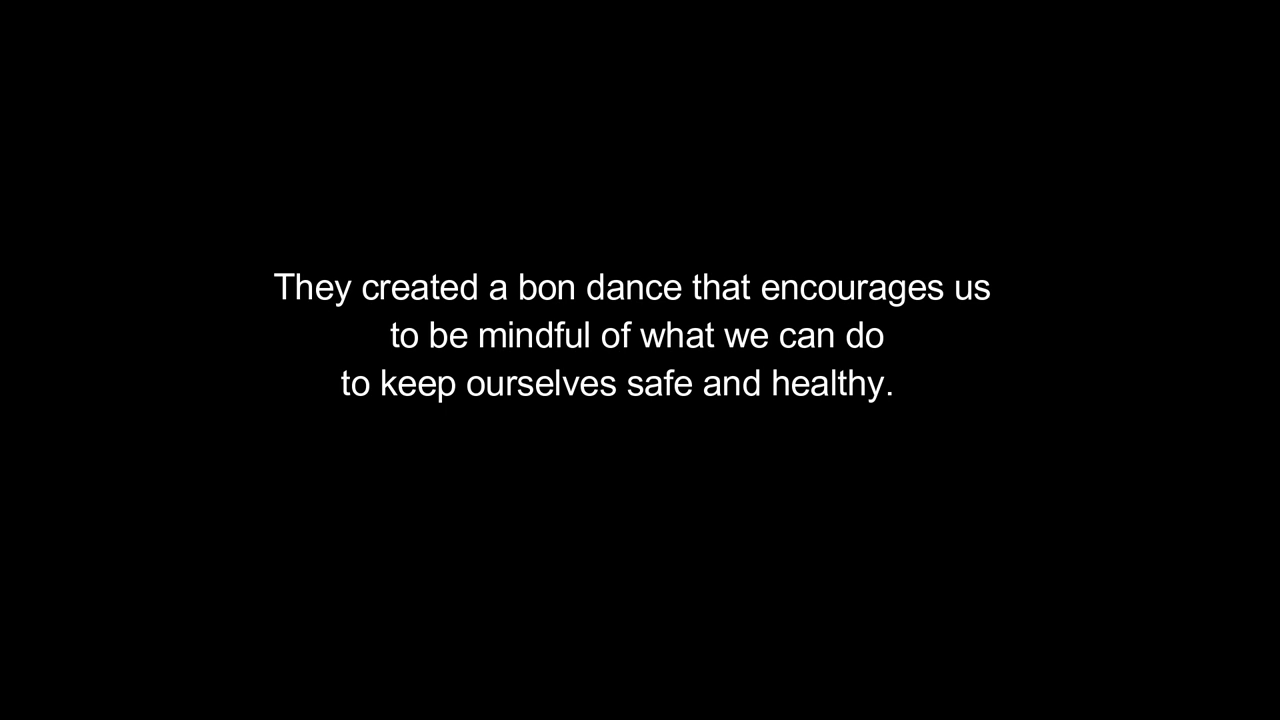 They created a bon dance that encourages us
to be mindful of what we can do
to keep ourselves safe and healthy.